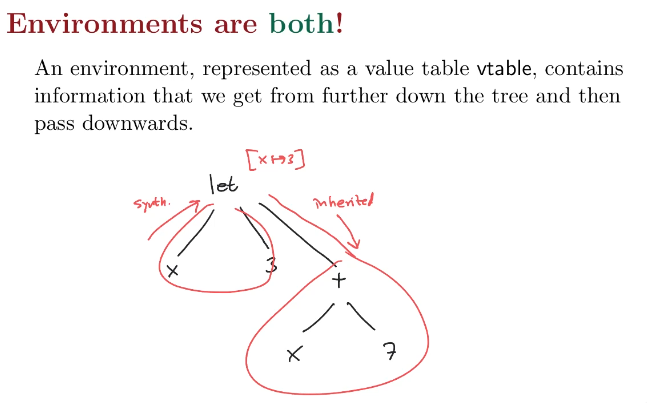 Environments are both!
An environment, represented as a value table vtable, contains
information that we get from further down the tree and then
pass downwards.
[x ↦ 3]
let
synth.
inherited
x
3
+
x
7